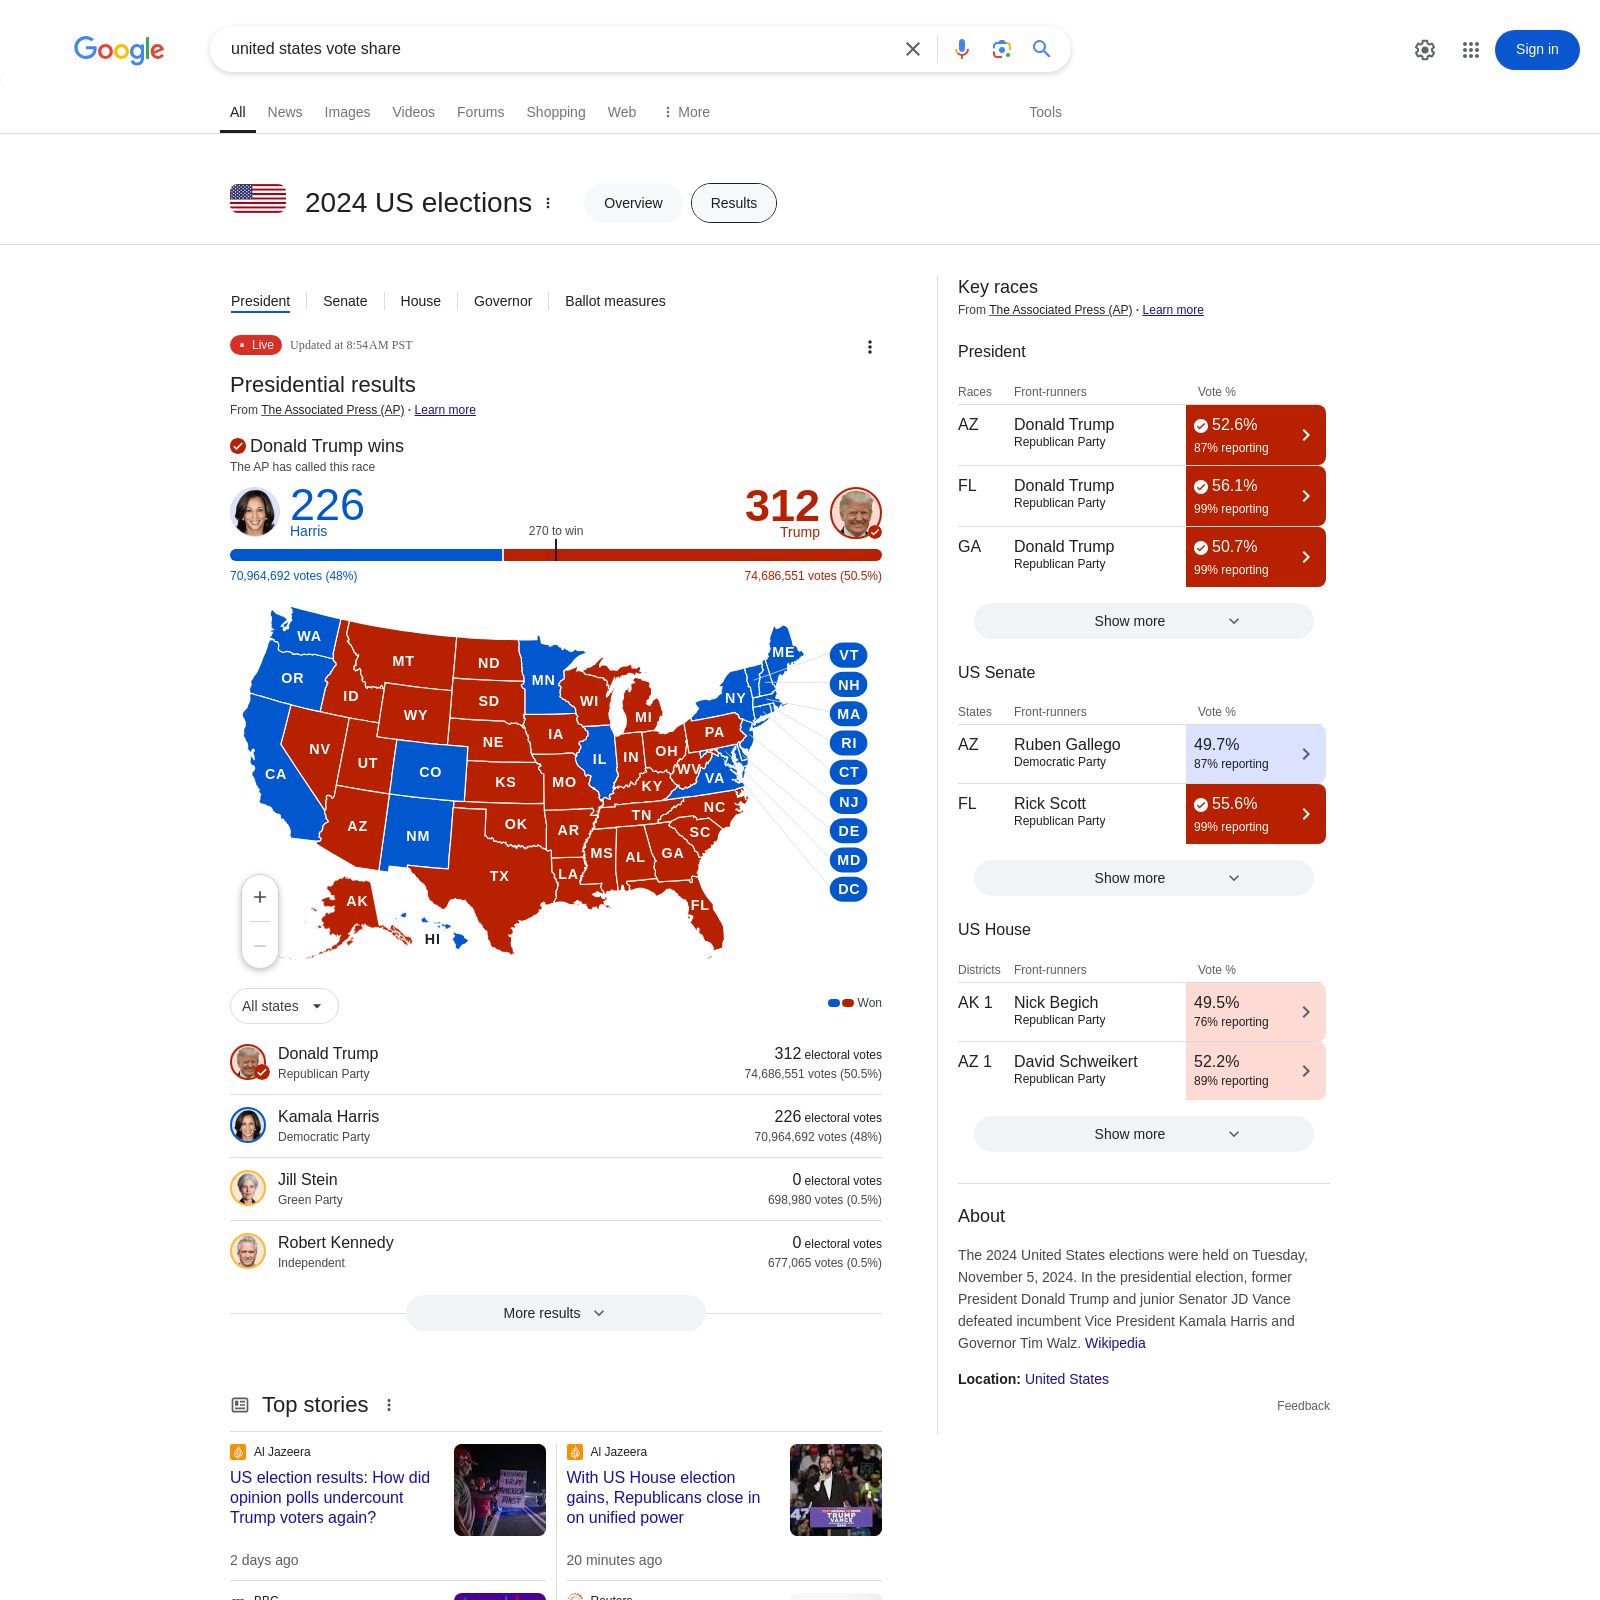 Google
united states vote share
Sign in
All News Images Videos Forums Shopping Web More Tools
2024 US elections Overview Results
President Senate House Governor Ballot measures
Live Updated at 8:54 AM PST
Presidential results
From The Associated Press (AP) · Learn more
Donald Trump wins
The AP has called this race
226 312
Harris 270 to win Trump
70,964,692 votes (48%) 74,686,551 votes (50.5%)
WA
OR
CA
NV
ID
MT
WY
UT
AZ
CO
NM
ND
SD
NE
KS
OK
TX
MN
IA
MO
AR
LA
WI
IL
MI
IN
OH
KY
TN
MS
AL
GA
FL
SC
NC
VA
WV
PA
NY
ME
AK
HI
VT
NH
MA
RI
CT
NJ
DE
MD
DC
+
−
All states Won
Donald Trump 312 electoral votes
Republican Party 74,686,551 votes (50.5%)
Kamala Harris 226 electoral votes
Democratic Party 70,964,692 votes (48%)
Jill Stein 0 electoral votes
Green Party 698,980 votes (0.5%)
Robert Kennedy 0 electoral votes
Independent 677,065 votes (0.5%)
More results
Top stories
Al Jazeera
US election results: How did
opinion polls undercount
Trump voters again?
2 days ago
BBC
Al Jazeera
With US House election
gains, Republicans close in
on unified power
TRUMP
VANCE
20 minutes ago
Reuters
Key races
From The Associated Press (AP) · Learn more
President
Races Front-runners Vote %
AZ Donald Trump 52.6%
Republican Party 87% reporting
FL Donald Trump 56.1%
Republican Party 99% reporting
GA Donald Trump 50.7%
Republican Party 99% reporting
Show more
US Senate
States Front-runners Vote %
AZ Ruben Gallego 49.7%
Democratic Party 87% reporting
FL Rick Scott 55.6%
Republican Party 99% reporting
Show more
US House
Districts Front-runners Vote %
AK 1 Nick Begich 49.5%
Republican Party 76% reporting
AZ 1 David Schweikert 52.2%
Republican Party 89% reporting
Show more
About
The 2024 United States elections were held on Tuesday,
November 5, 2024. In the presidential election, former
President Donald Trump and junior Senator JD Vance
defeated incumbent Vice President Kamala Harris and
Governor Tim Walz. Wikipedia
Location: United States
Feedback